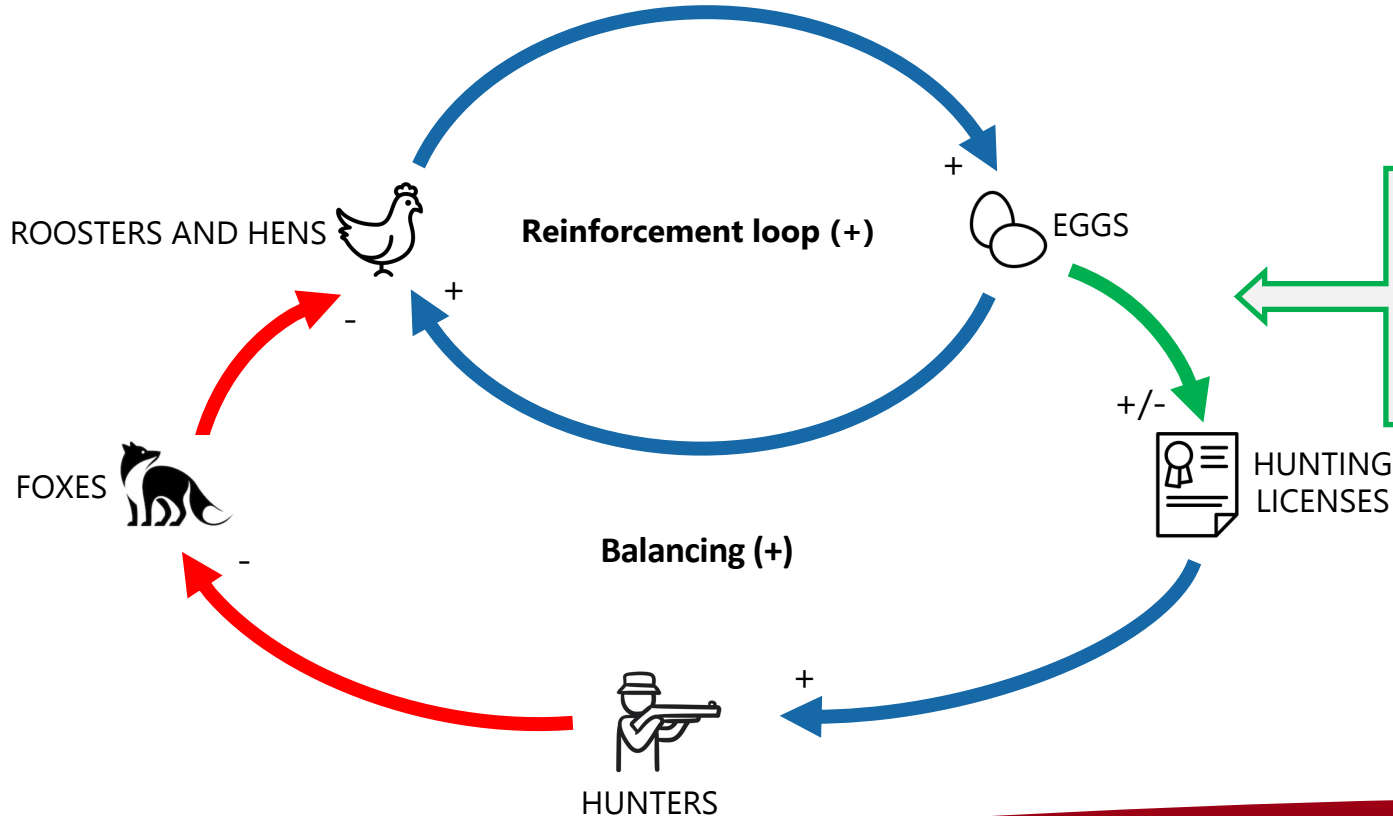 +
ROOSTERS AND HENS
Reinforcement loop (+)
EGGS
+
-
+/-
FOXES
HUNTING
LICENSES
-
Balancing (+)
+
HUNTERS